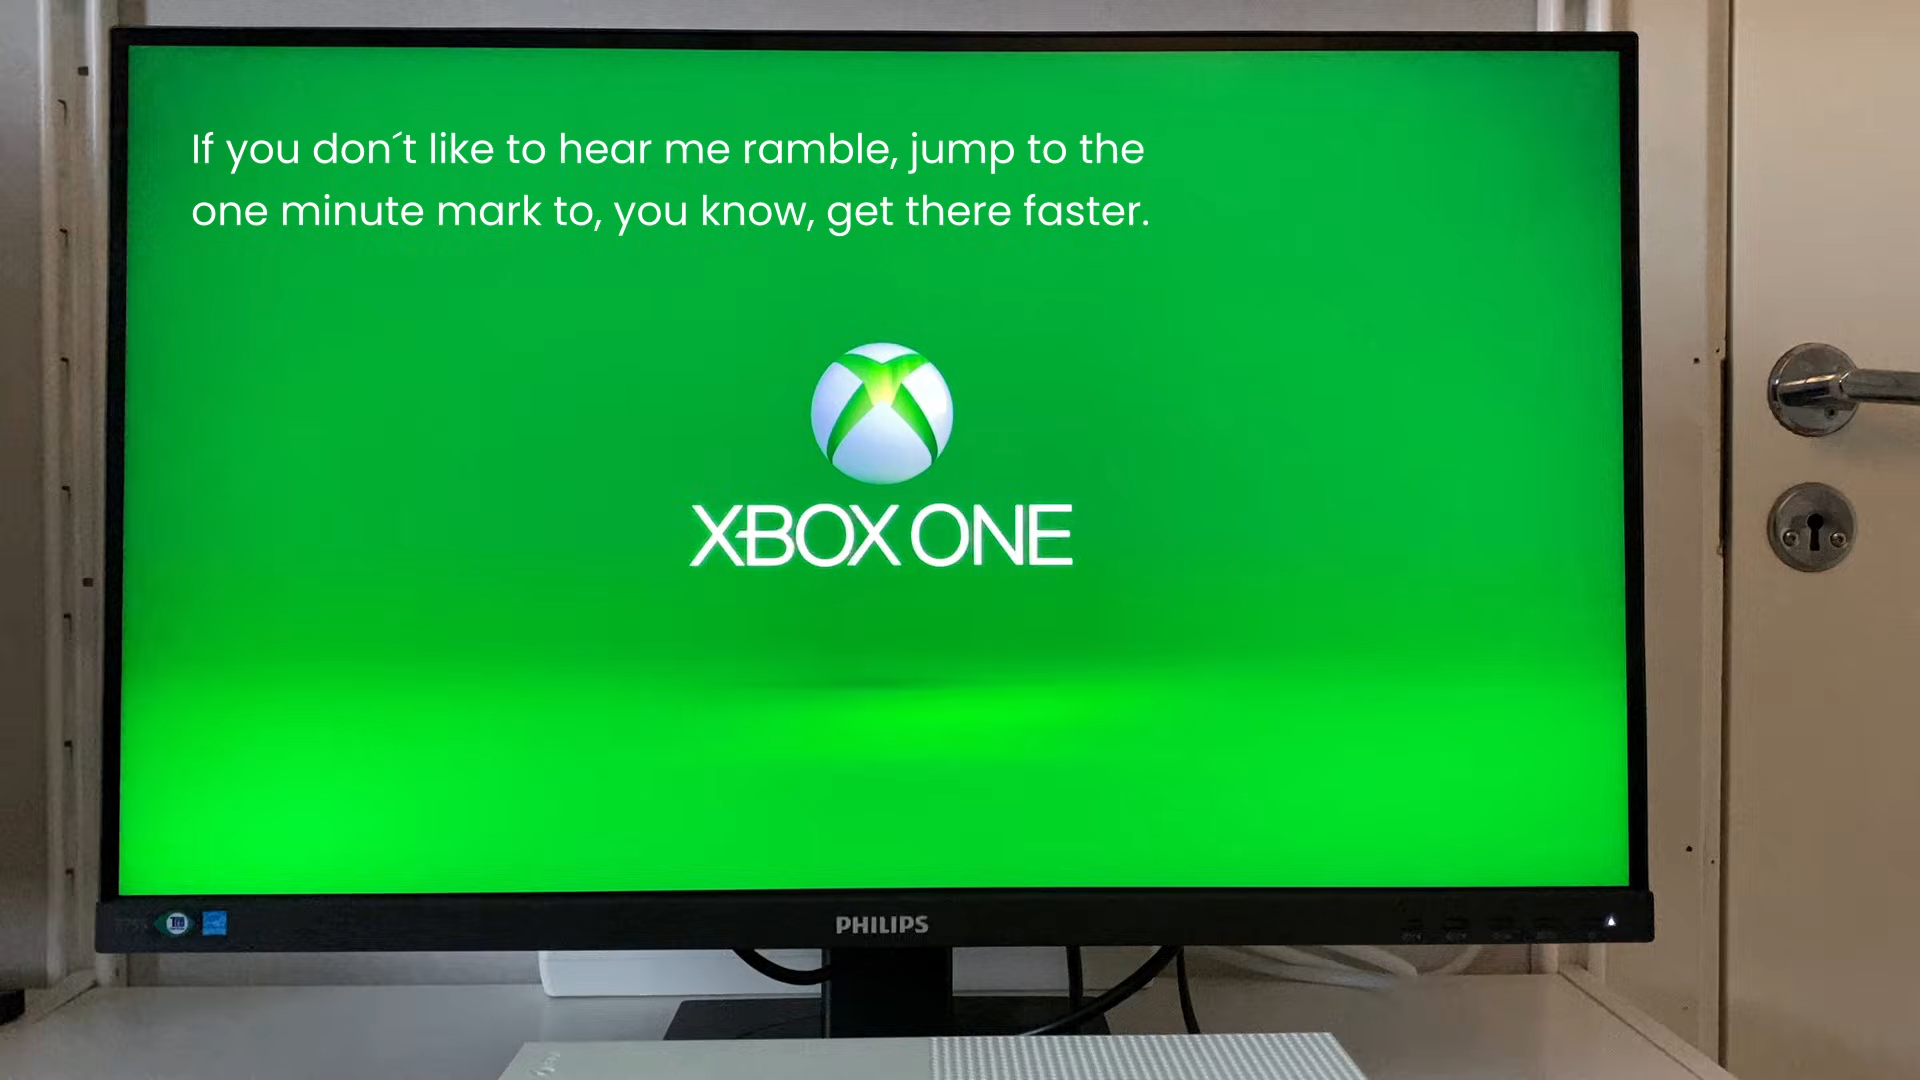 If you don´t like to hear me ramble, jump to the
one minute mark to, you know, get there faster.
XBOX ONE
PHILIPS